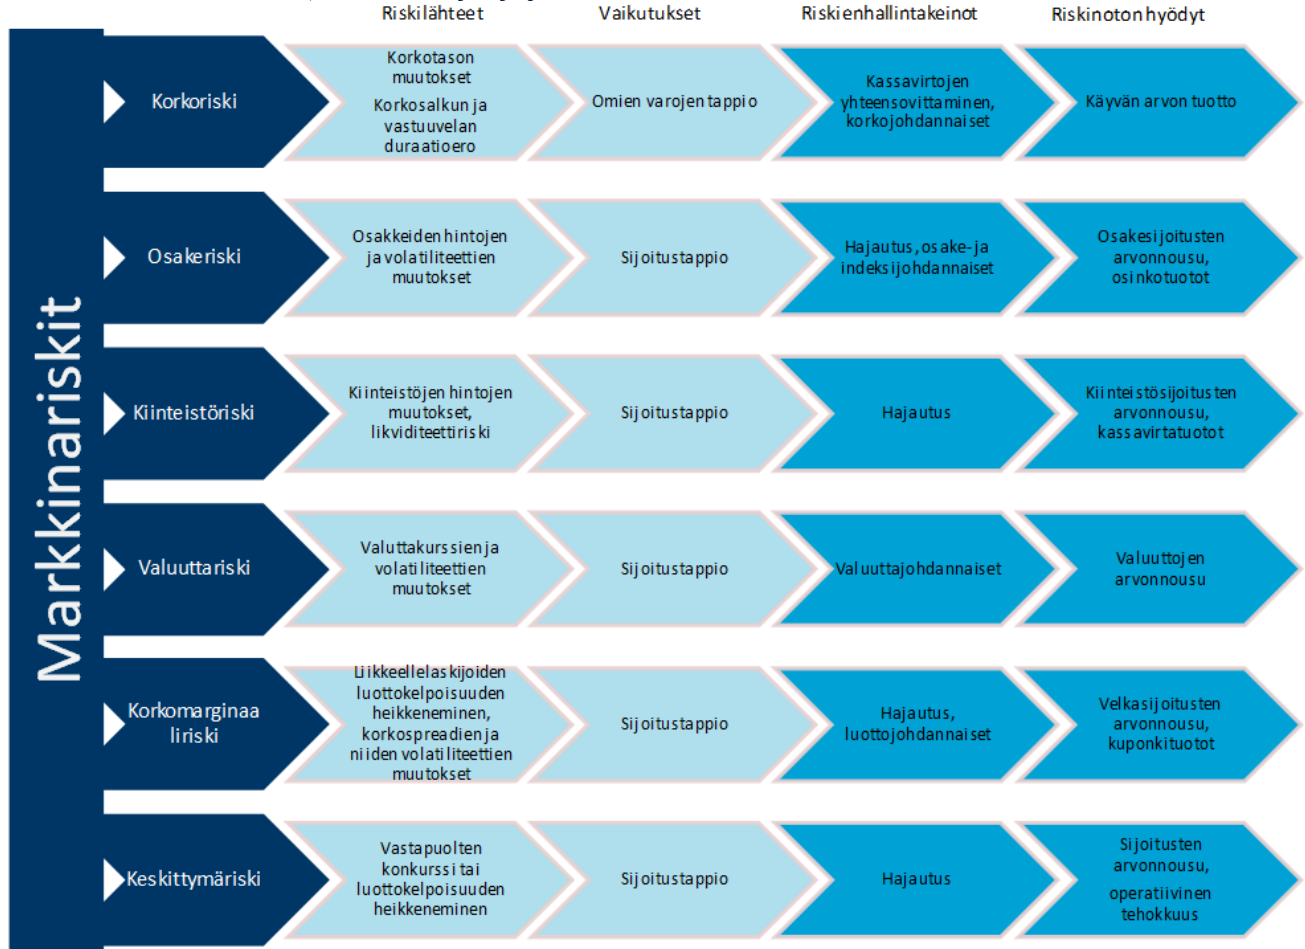 Riskilähteet
Vaikutukset
Riskienhallintakeinot
Riskinoton hyödyt
Markkinariskit
Korkoriski
Korkotason
muutokset
Korkosalkun ja
vastuuvelan
duraatioero
Omien varojen tappio
Kassavirtojen
yhteensovittaminen,
korkojohdannaiset
Käyvän arvon tuotto
Osakeriski
Osakkeiden hintojen
ja volatiliteettien
muutokset
Sijoitustappio
Hajautus, osake- ja
indeksijohdannaiset
Osakesijoitusten
arvonnousu,
osinkotuotot
Kiinteistöriski
Kiinteistöjen hintojen
muutokset,
likviditeettiriski
Sijoitustappio
Hajautus
Kiinteistösijoitusten
arvonnousu,
kassavirtatuotot
Valuuttariski
Valuttakurssien ja
volatiliteettien
muutokset
Sijoitustappio
Valuuttajohdannaiset
Valuuttojen
arvonnousu
Korkomarginaa
liriski
Liikkeellelaskijoiden
luottokelpoisuuden
heikkeneminen,
korkospreadien ja
niiden volatiliteettien
muutokset
Sijoitustappio
Hajautus,
luottojohdannaiset
Velkasijoitusten
arvonnousu,
kuponkituotot
Keskittymäriski
Vastapuolten
konkurssi tai
luottokelpoisuuden
heikkeneminen
Sijoitustappio
Hajautus
Sijoitusten
arvonnousu,
operatiivinen
tehokkuus